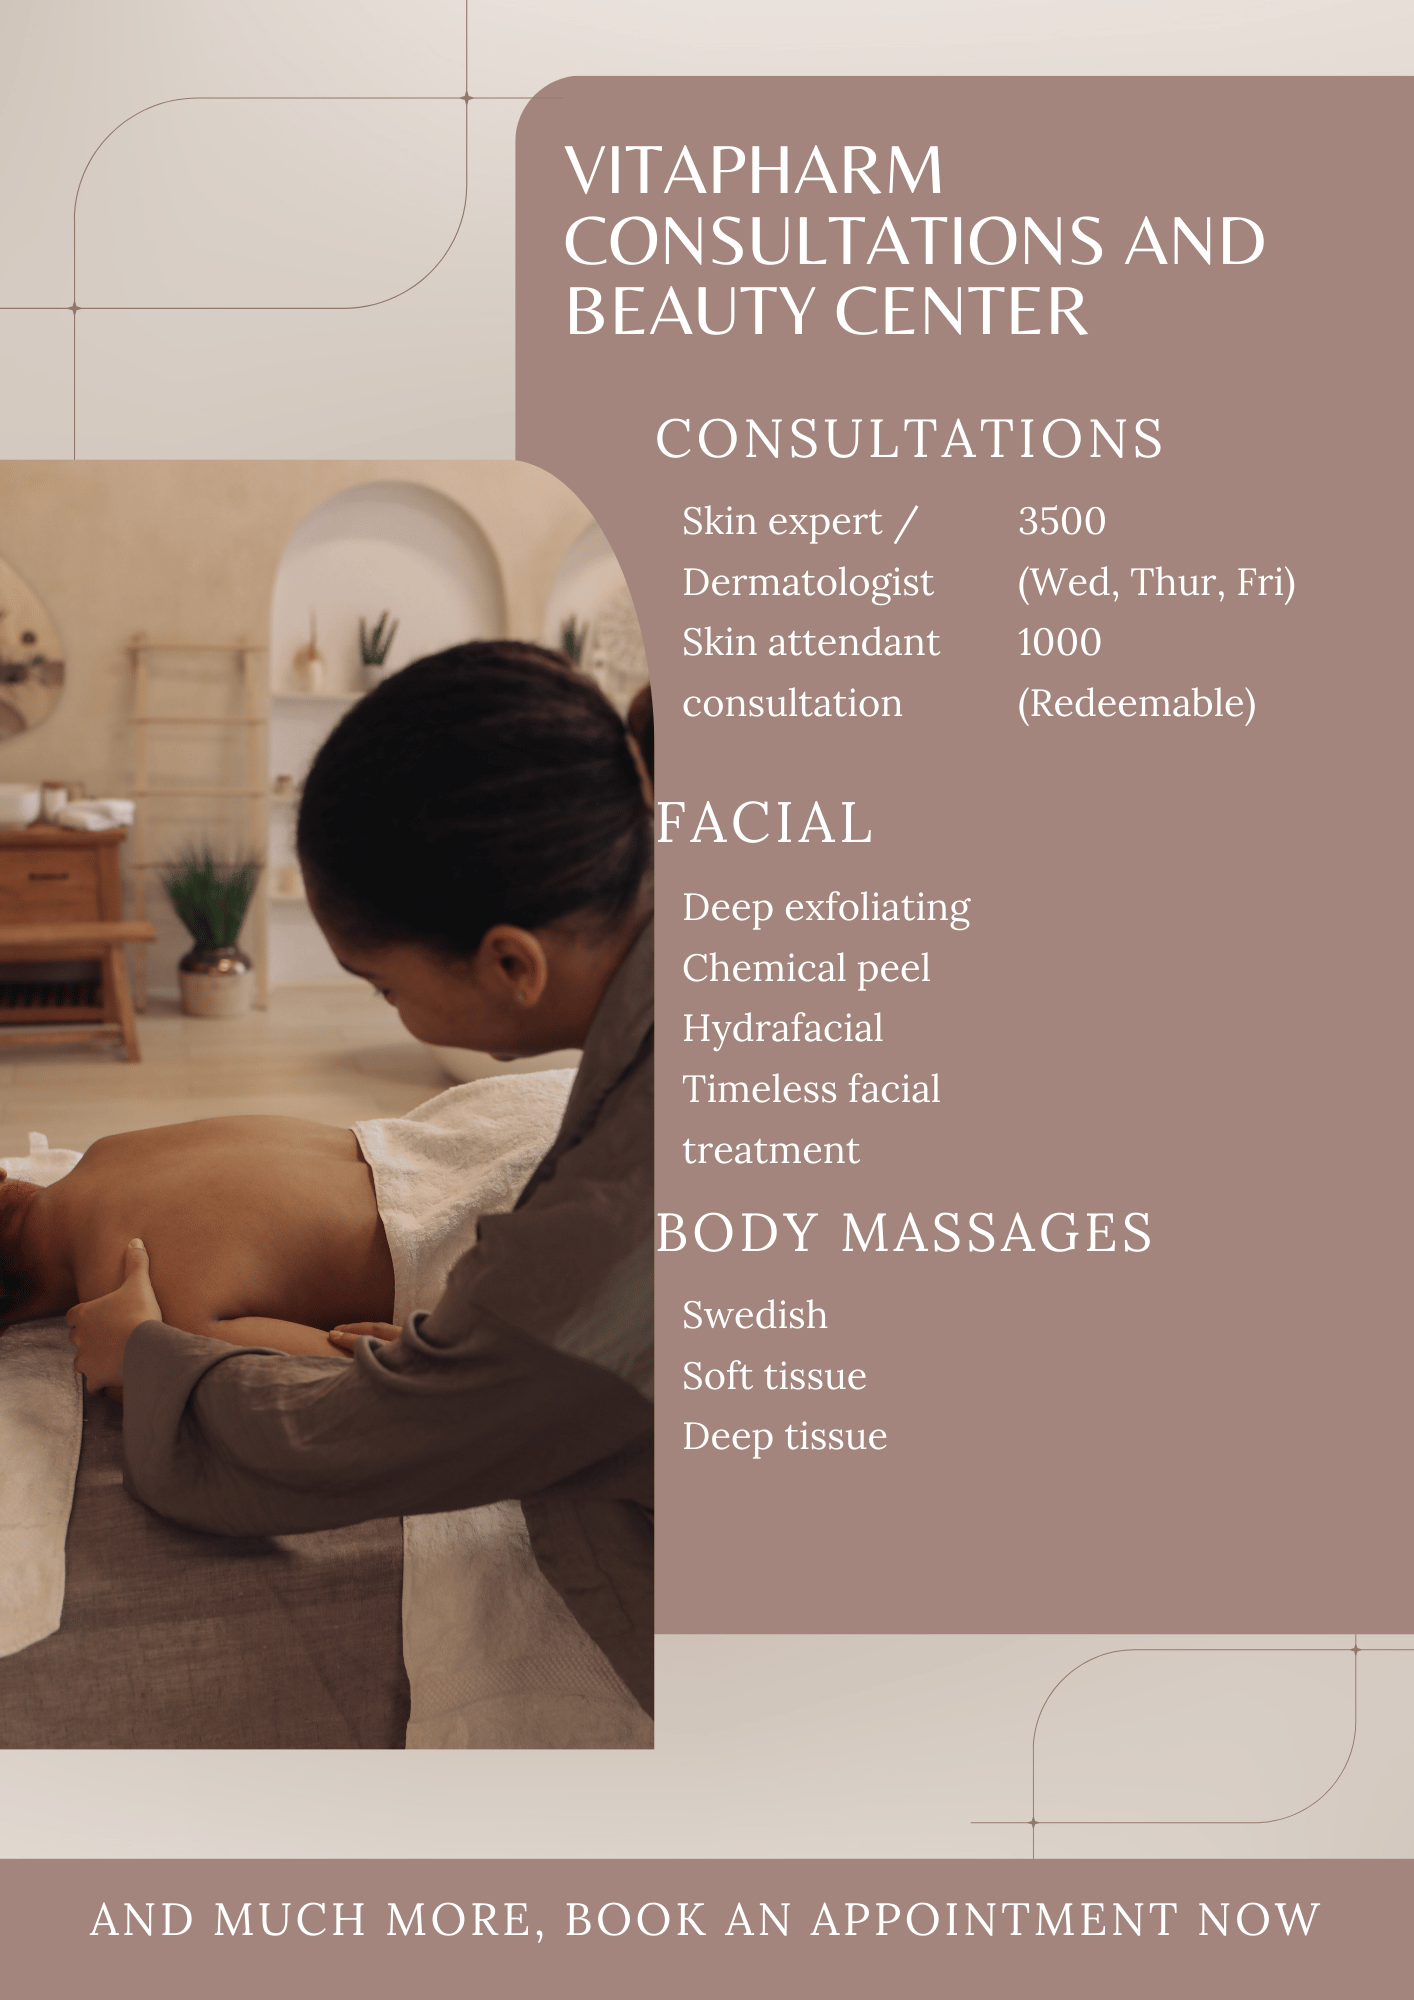 VITAPHARM
CONSULTATIONS AND
BEAUTY CENTER
CONSULTATIONS
Skin expert / 3500
Dermatologist (Wed, Thur, Fri)
Skin attendant 1000
consultation (Redeemable)
FACIAL
Deep exfoliating
Chemical peel
Hydrafacial
Timeless facial
treatment
BODY MASSAGES
Swedish
Soft tissue
Deep tissue
AND MUCH MORE, BOOK AN APPOINTMENT NOW